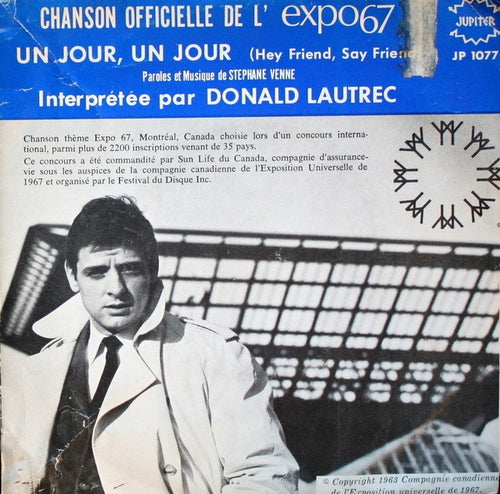 CHANSON OFFICIELLE DE L' expo67
JUPITER
UN JOUR, UN JOUR (Hey Friend, Say Friend
JP 1077
Paroles et Musique de STEPHANE VENNE
Interprétée par DONALD LAUTREC
Chanson thème Expo 67, Montréal, Canada choisie lors d'un concours interna-
tional, parmi plus de 2200 inscriptions venant de 35 pays.
Ce concours a été commandité par Sun Life du Canada, compagnie d'assurance-
vie sous les auspices de la compagnie canadienne de l'Exposition Universelle de
1967 et organisé par le Festival du Disque Inc.
© Copyright 1963 Compagnie canadienne
de l'Exposition universelle de 1967.